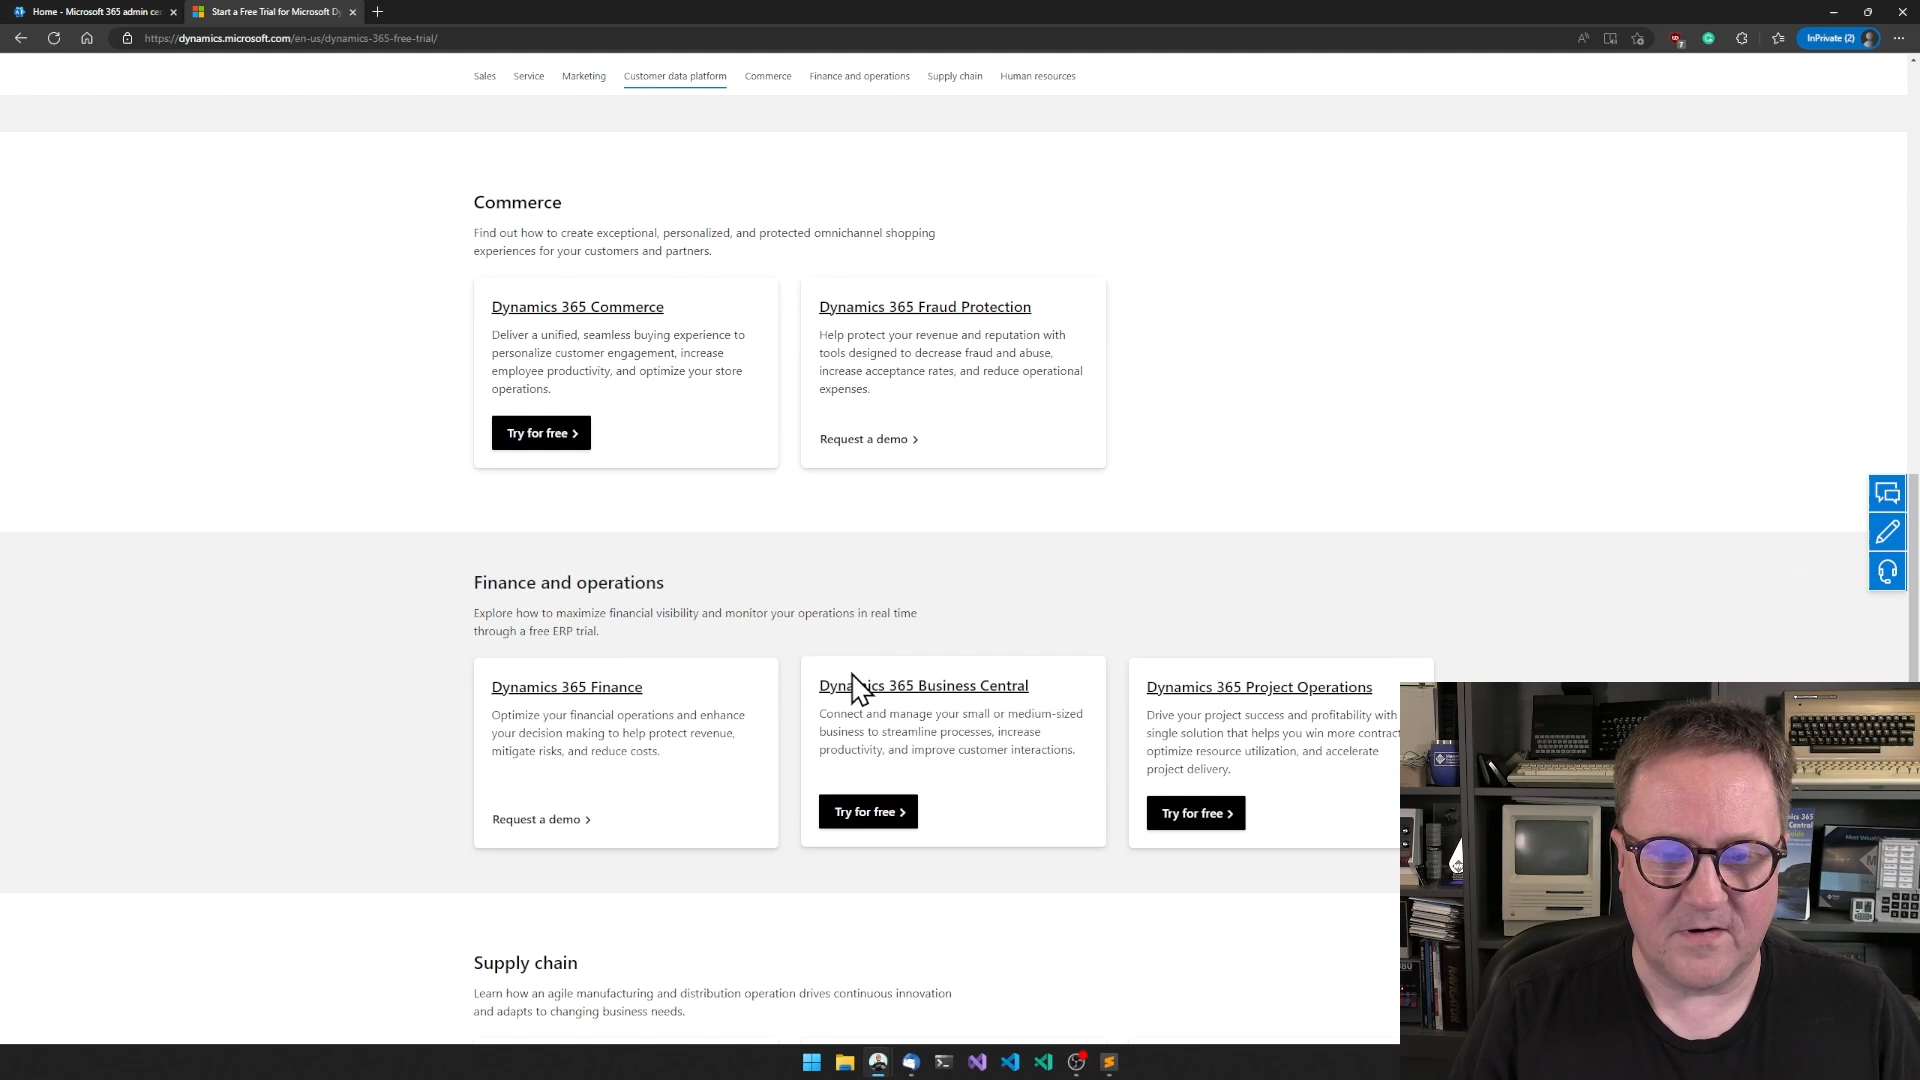 Home - Microsoft 365 admin cen
Start a Free Trial for Microsoft Dy
https://dynamics.microsoft.com/en-us/dynamics-365-free-trial/
InPrivate (2)
Sales Service Marketing Customer data platform Commerce Finance and operations Supply chain Human resources
Commerce
Find out how to create exceptional, personalized, and protected omnichannel shopping
experiences for your customers and partners.
Dynamics 365 Commerce
Deliver a unified, seamless buying experience to
personalize customer engagement, increase
employee productivity, and optimize your store
operations.
Try for free
Dynamics 365 Fraud Protection
Help protect your revenue and reputation with
tools designed to decrease fraud and abuse,
increase acceptance rates, and reduce operational
expenses.
Request a demo
Finance and operations
Explore how to maximize financial visibility and monitor your operations in real time
through a free ERP trial.
Dynamics 365 Finance
Optimize your financial operations and enhance
your decision making to help protect revenue,
mitigate risks, and reduce costs.
Request a demo
Dynamics 365 Business Central
Connect and manage your small or medium-sized
business to streamline processes, increase
productivity, and improve customer interactions.
Try for free
Dynamics 365 Project Operations
Drive your project success and profitability with
single solution that helps you win more contrac
optimize resource utilization, and accelerate
project delivery.
Try for free
Supply chain
Learn how an agile manufacturing and distribution operation drives continuous innovation
and adapts to changing business needs.